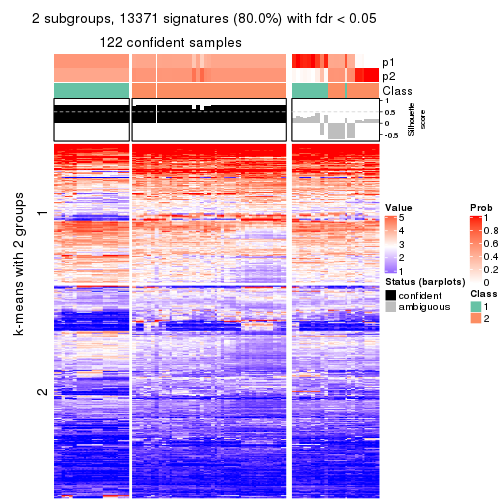 2 subgroups, 13371 signatures (80.0%) with fdr < 0.05
122 confident samples
p1
p2
Class
1
0.5
0
-0.5
Silhouette
score
k-means with 2 groups
1
2
Value
5
4
3
2
1
Status (barplots)
confident
ambiguous
Prob
1
0.8
0.6
0.4
0.2
0
Class
1
2